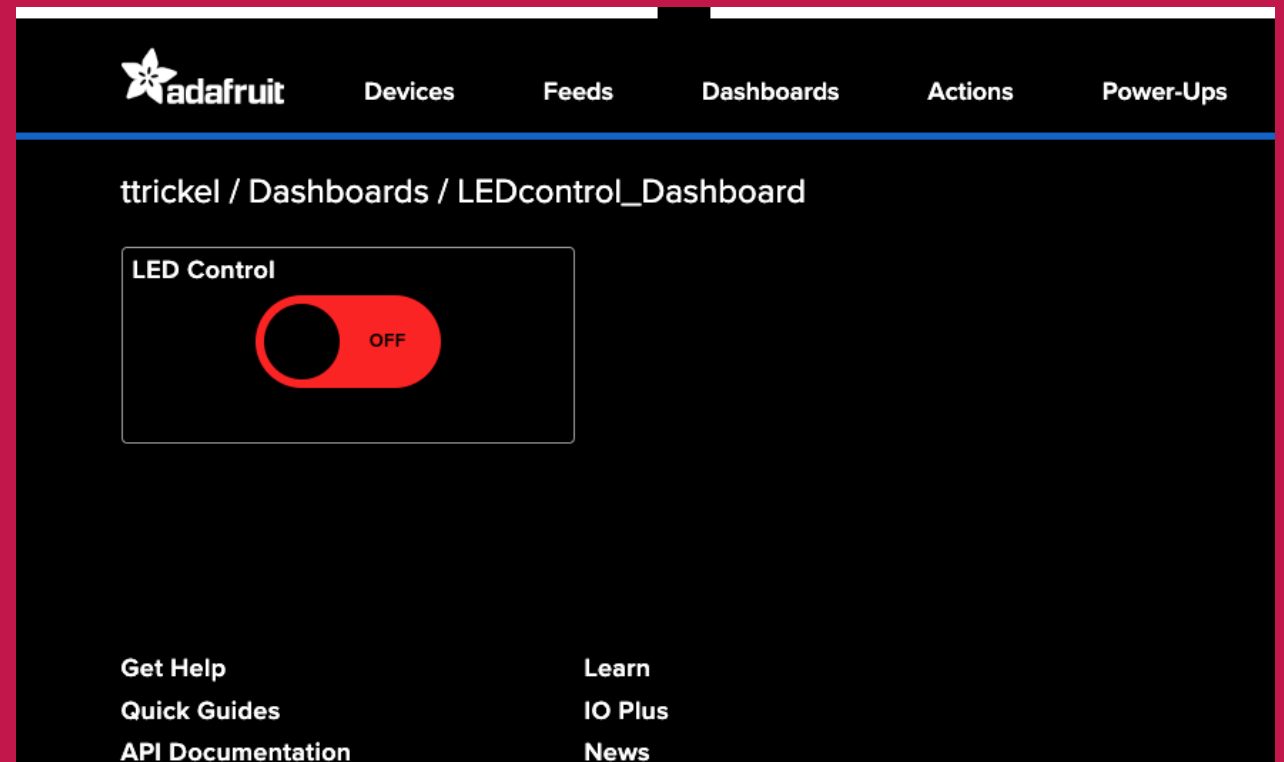 adafruit Devices Feeds Dashboards Actions Power-Ups
ttrickel / Dashboards / LEDcontrol_Dashboard
LED Control
OFF
Get Help Learn
Quick Guides IO Plus
API Documentation News